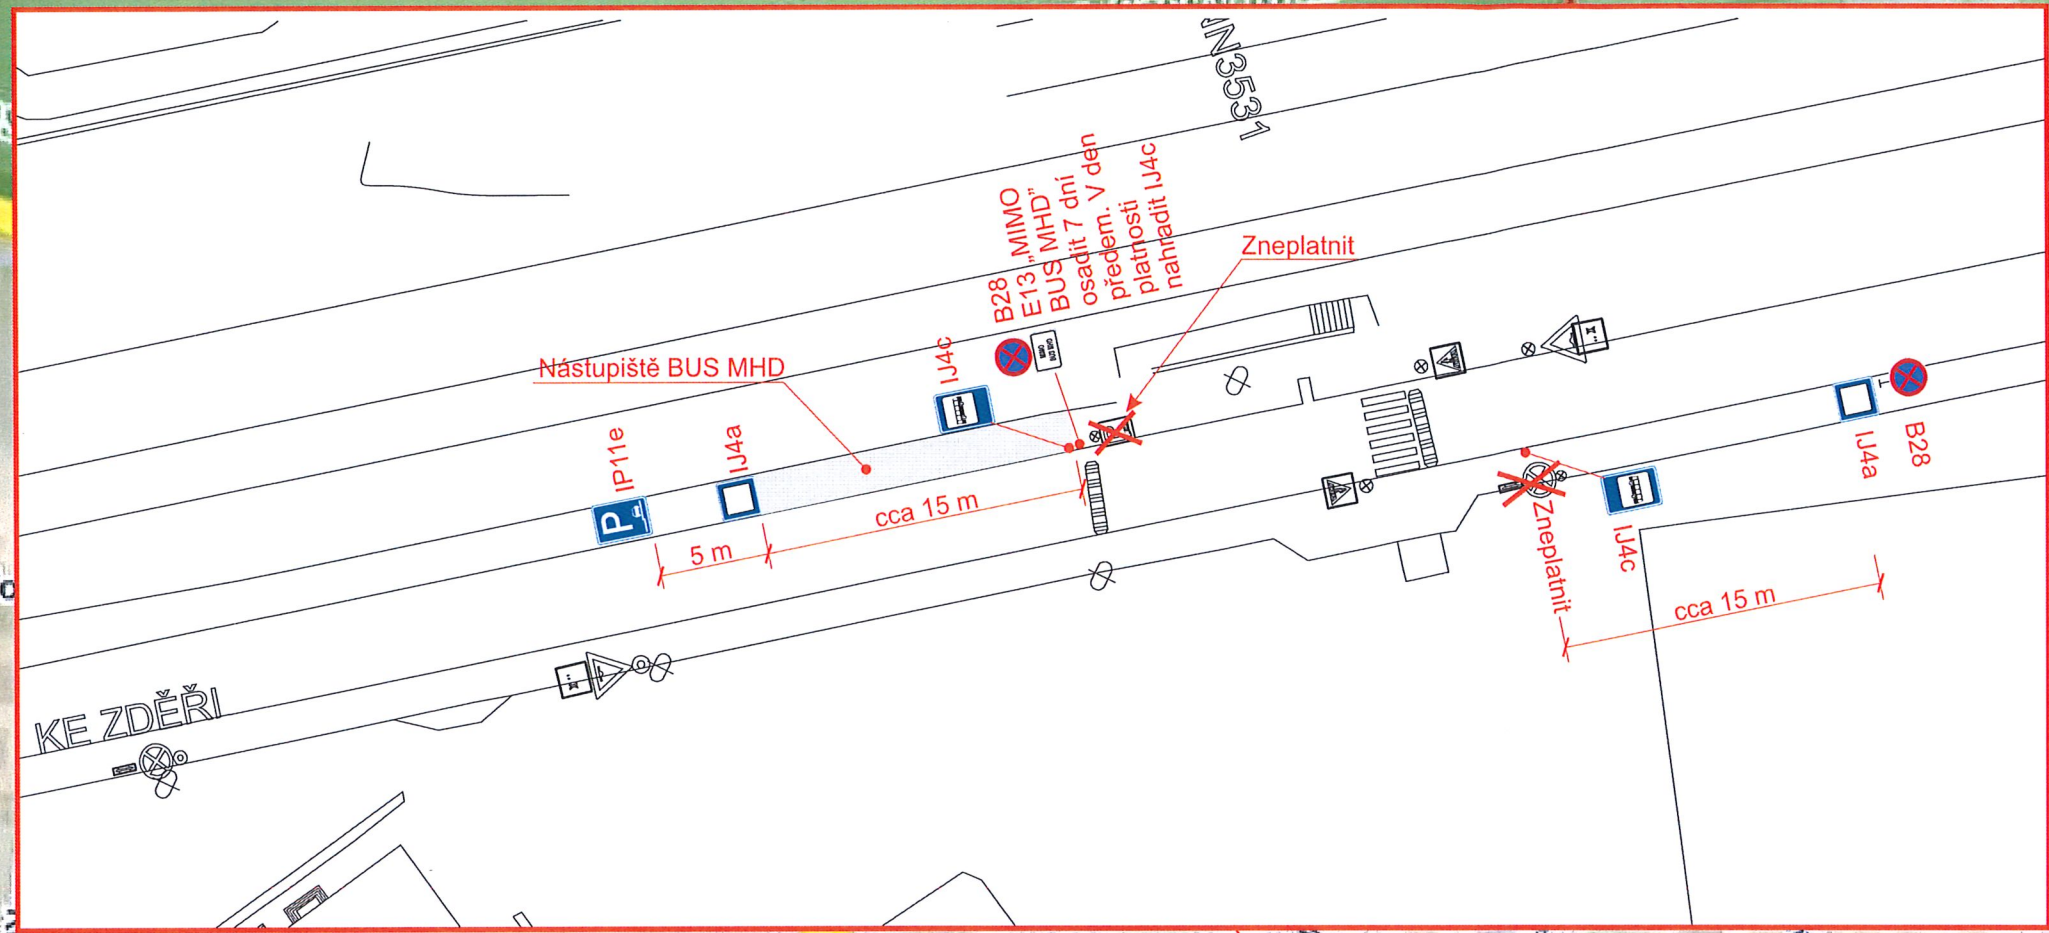 MN3531
B28
E13 „MIMO
BUS MHD”
osadit 7 dní
předem. V den
platnosti
nahradit IJ4c
Zneplatnit
IJ4c
Nástupiště BUS MHD
IP11e
IJ4a
P
5 m
cca 15 m
IJ4a
B28
IJ4c
Zneplatnit
cca 15 m
KE ZDĚŘI